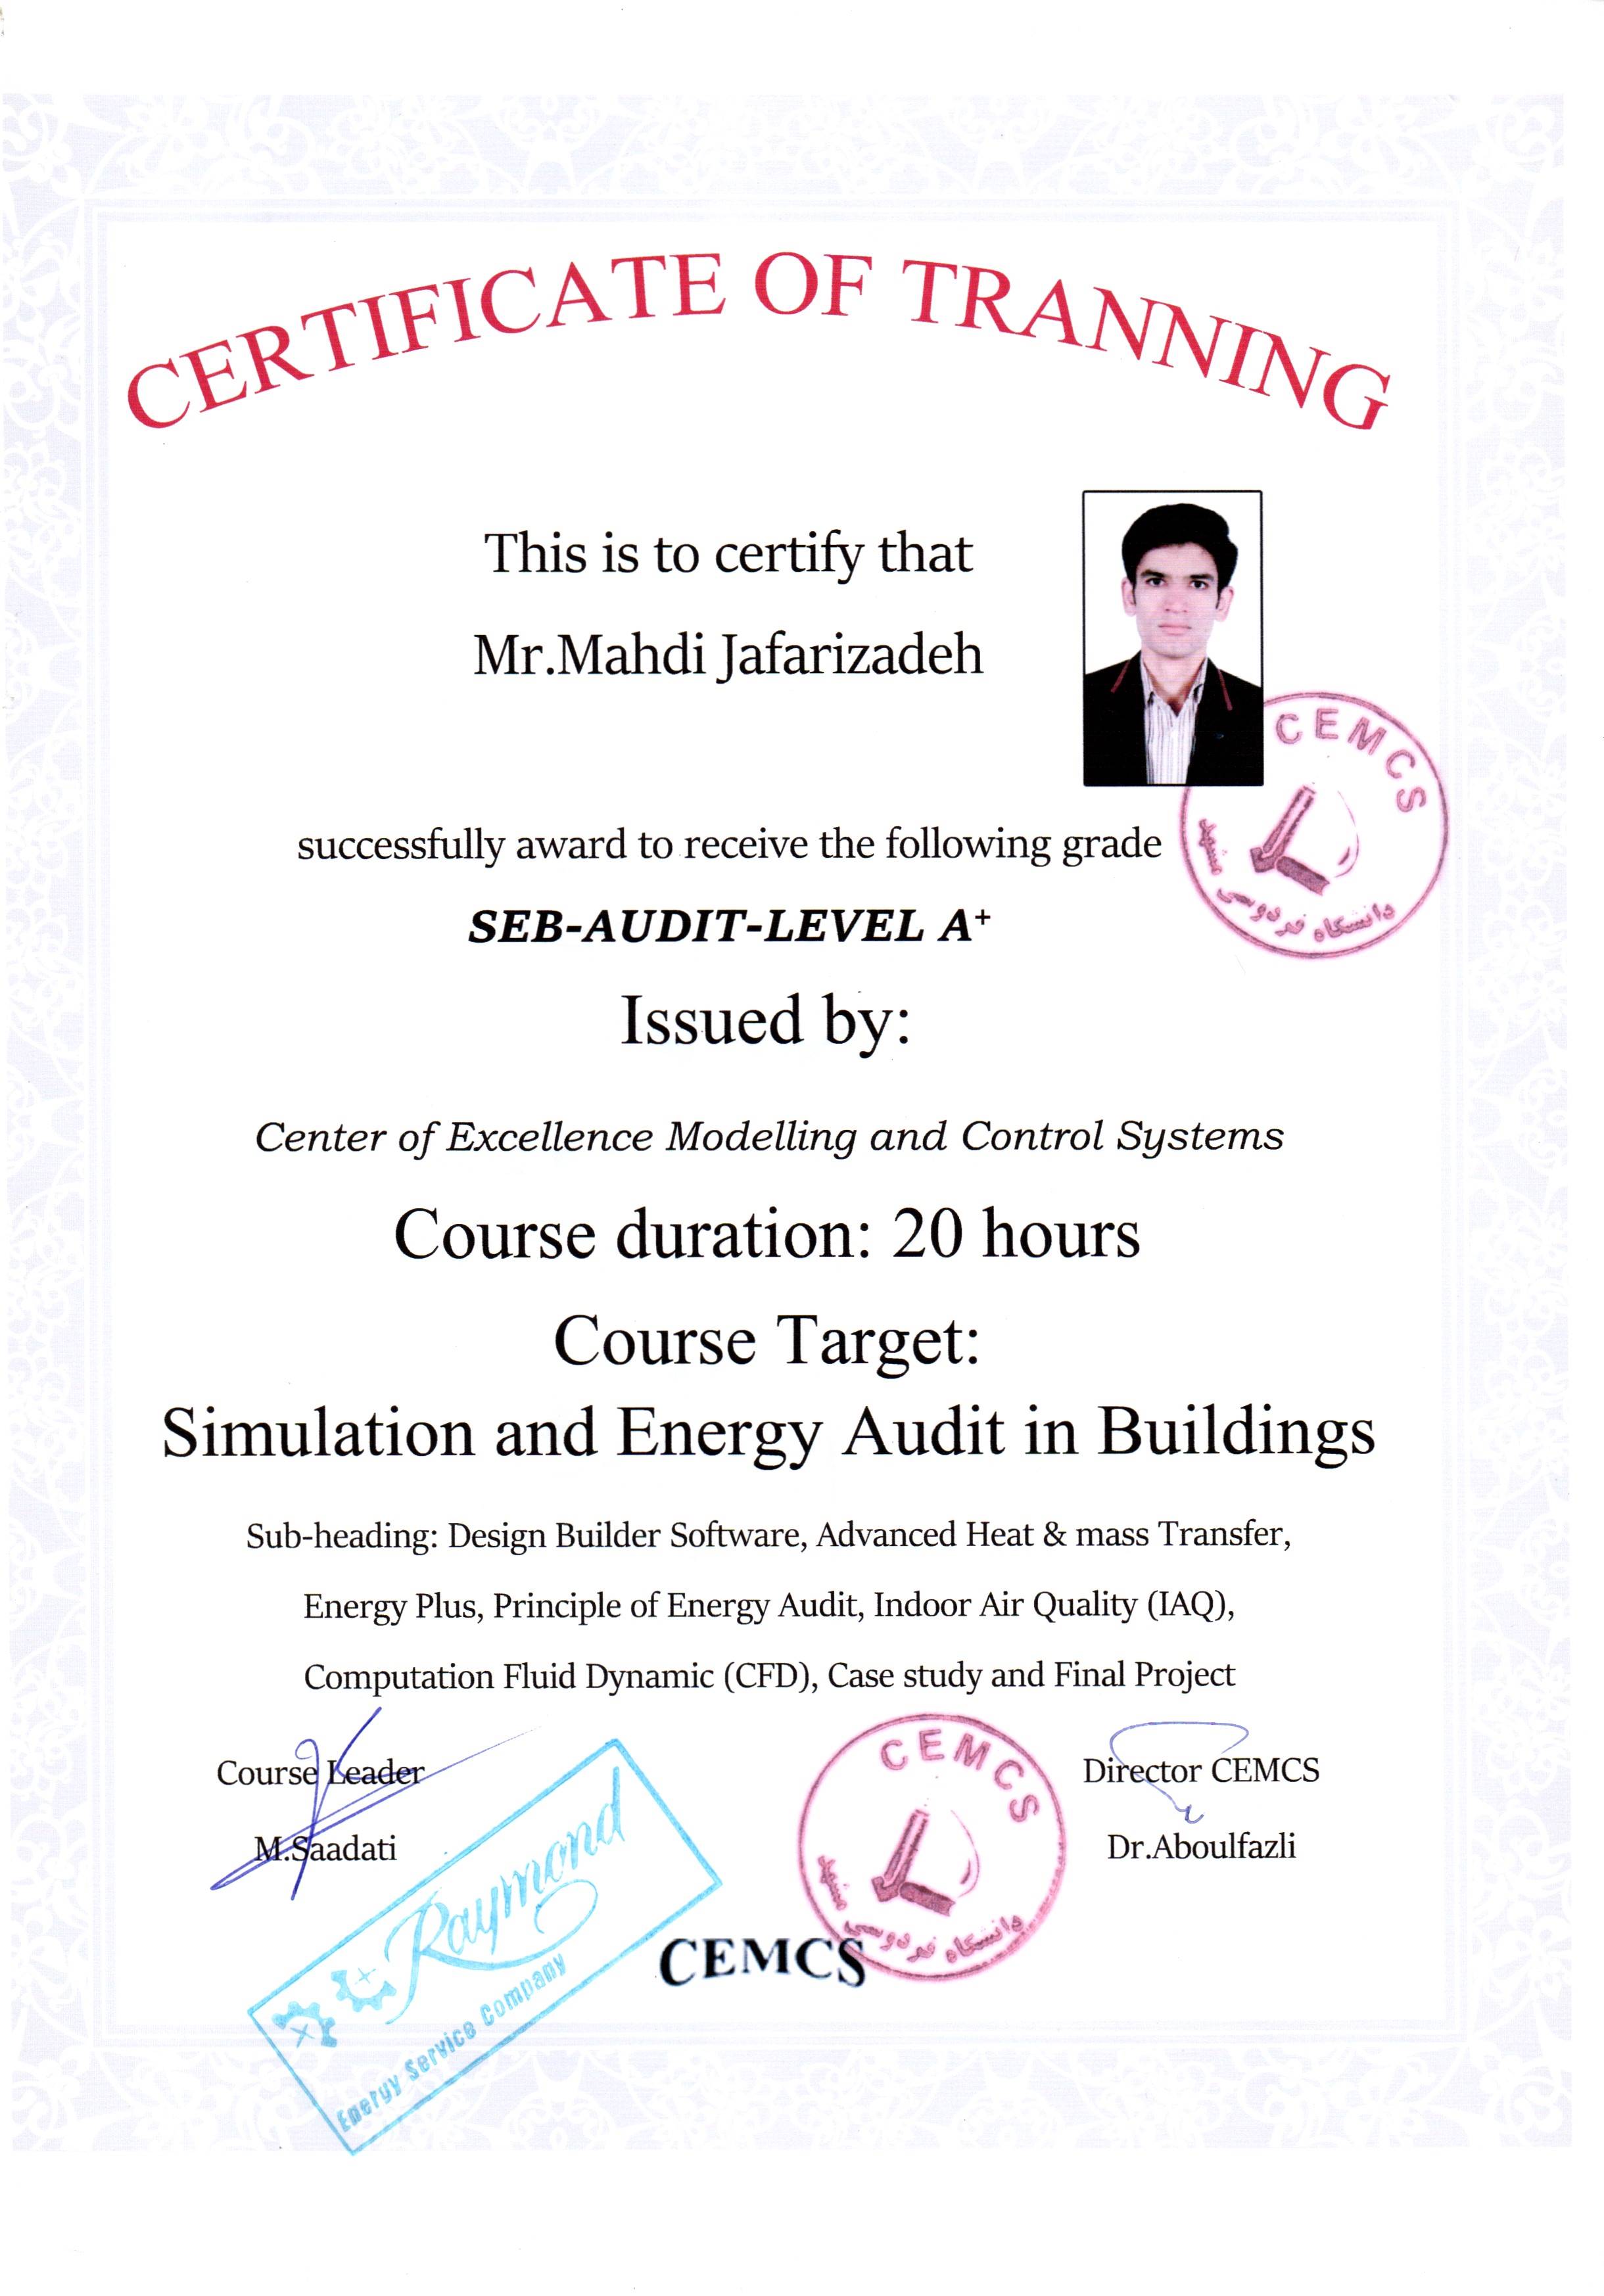 CERTIFICATE OF TRANNING
This is to certify that
Mr.Mahdi Jafarizadeh
CEMCS
دانشگاه فردوسی مشهد
successfully award to receive the following grade
SEB-AUDIT-LEVEL A+
Issued by:
Center of Excellence Modelling and Control Systems
Course duration: 20 hours
Course Target:
Simulation and Energy Audit in Buildings
Sub-heading: Design Builder Software, Advanced Heat & mass Transfer,
Energy Plus, Principle of Energy Audit, Indoor Air Quality (IAQ),
Computation Fluid Dynamic (CFD), Case study and Final Project
Course Leader
M.Saadati
Raymond
Energy Service Company
CEMCS
دانشگاه فردوسی مشهد
Director CEMCS
Dr.Aboulfazli
CEMCS